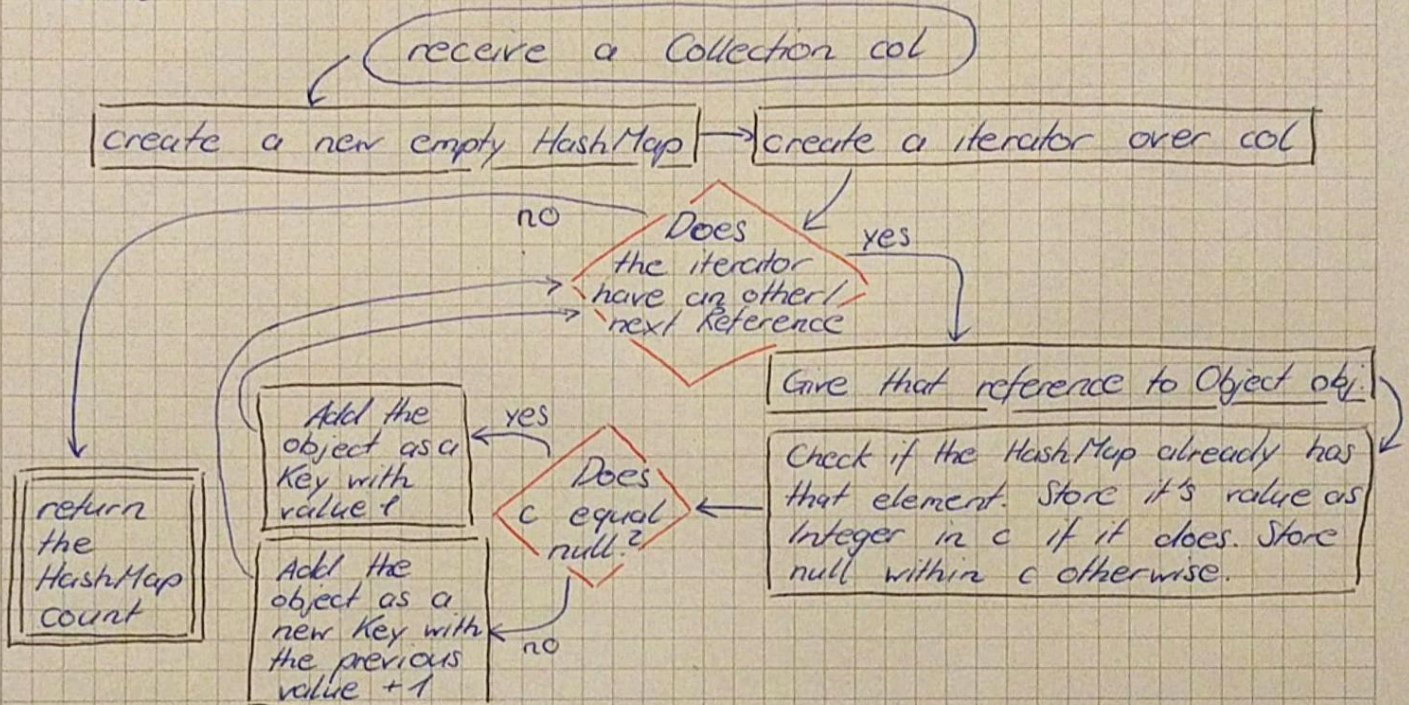 receive a Collection col
create a new empty HashMap
create a iterator over col
no
Does
the iterator
have an other/
next Reference
yes
Give that reference to Object obj.
Check if the HashMap already has
that element. Store it's value as
Integer in c if it does. Store
null within c otherwise.
Does
c equal
null?
yes
Add the
object as a
Key with
value 1
no
Add the
object as a
new Key with
the previous
value +1
return
the
HashMap
count